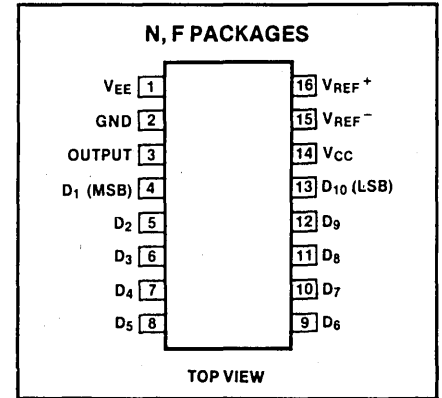 N, F PACKAGES
VEE 1
GND 2
OUTPUT 3
D1 (MSB) 4
D2 5
D3 6
D4 7
D5 8
16 VREF+
15 VREF-
14 VCC
13 D10 (LSB)
12 D9
11 D8
10 D7
9 D6
TOP VIEW